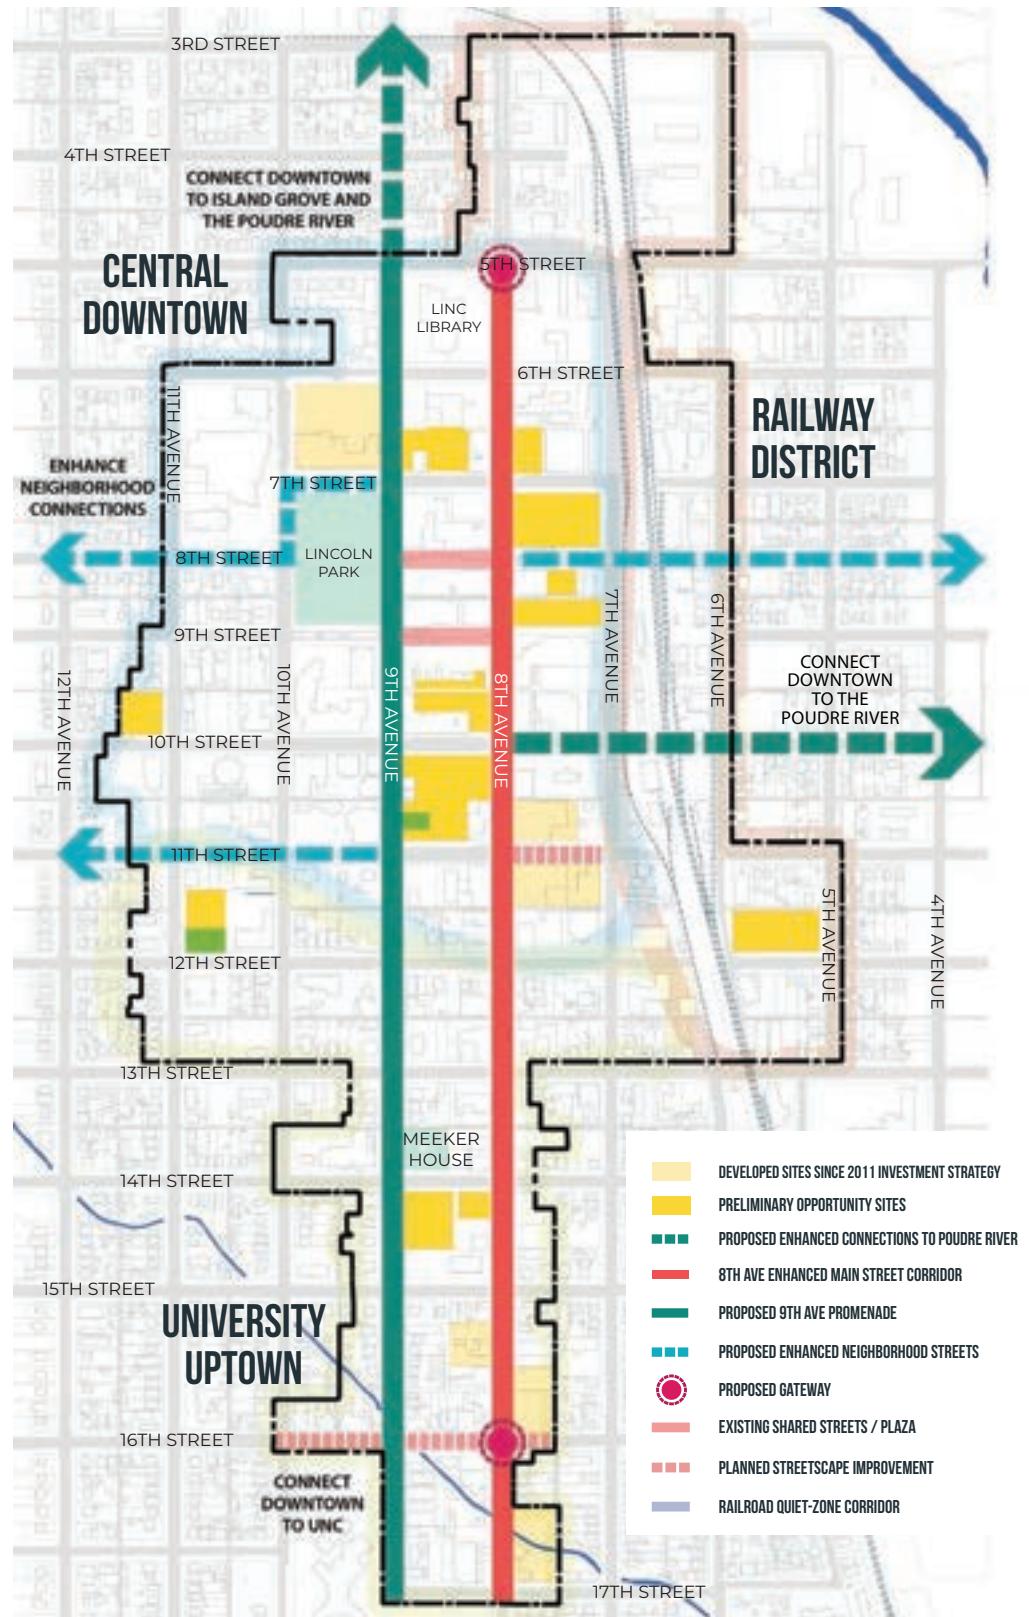 3RD STREET
4TH STREET
CONNECT DOWNTOWN
TO ISLAND GROVE AND
THE POUDRE RIVER
CENTRAL
DOWNTOWN
5TH STREET
LINC
LIBRARY
6TH STREET
11TH AVENUE
RAILWAY
DISTRICT
ENHANCE
NEIGHBORHOOD
CONNECTIONS
7TH STREET
8TH STREET
LINCOLN
PARK
9TH STREET
7TH AVENUE
6TH AVENUE
12TH AVENUE
10TH AVENUE
9TH AVENUE
8TH AVENUE
CONNECT
DOWNTOWN
TO THE
POUDRE RIVER
10TH STREET
11TH STREET
5TH AVENUE
4TH AVENUE
12TH STREET
13TH STREET
MEEKER
HOUSE
14TH STREET
15TH STREET
UNIVERSITY
UPTOWN
16TH STREET
CONNECT
DOWNTOWN
TO UNC
17TH STREET
DEVELOPED SITES SINCE 2011 INVESTMENT STRATEGY
PRELIMINARY OPPORTUNITY SITES
PROPOSED ENHANCED CONNECTIONS TO POUDRE RIVER
8TH AVE ENHANCED MAIN STREET CORRIDOR
PROPOSED 9TH AVE PROMENADE
PROPOSED ENHANCED NEIGHBORHOOD STREETS
PROPOSED GATEWAY
EXISTING SHARED STREETS / PLAZA
PLANNED STREETSCAPE IMPROVEMENT
RAILROAD QUIET-ZONE CORRIDOR